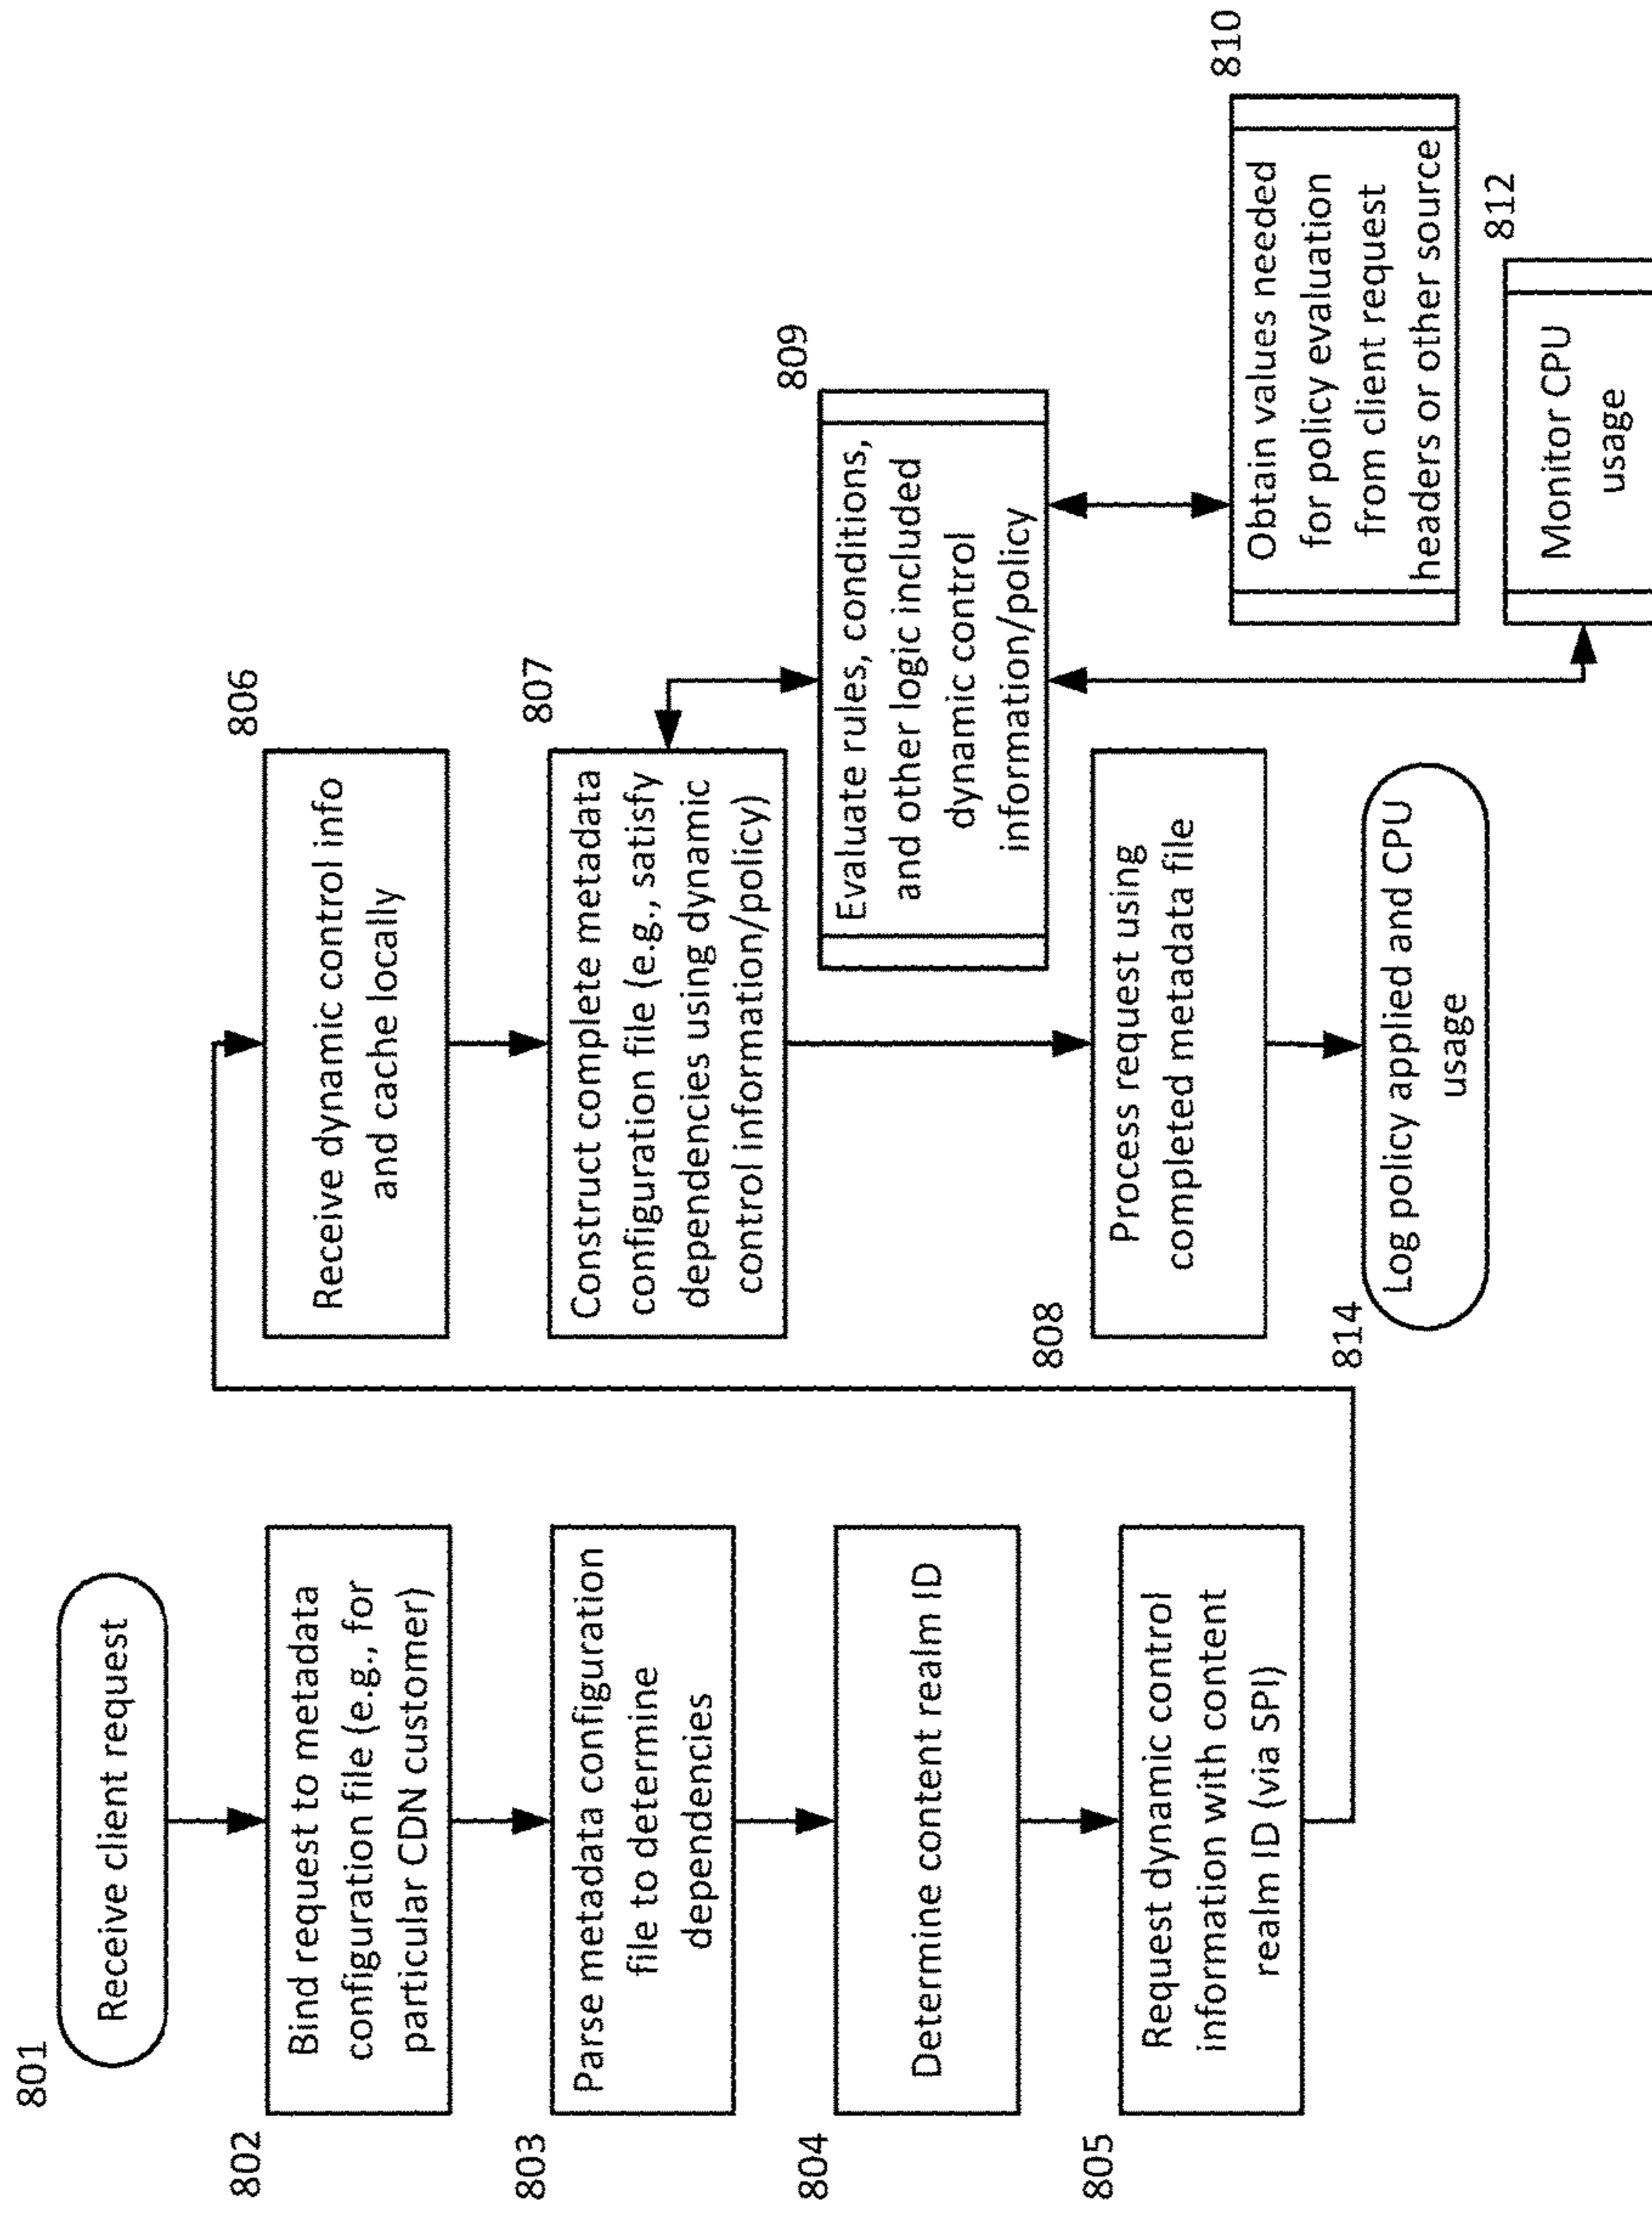 801
Receive client request
802
Bind request to metadata
configuration file (e.g., for
particular CDN customer)
803
Parse metadata configuration
file to determine
dependencies
804
Determine content realm ID
805
Request dynamic control
information with content
realm ID (via SPI)
806
Receive dynamic control info
and cache locally
807
Construct complete metadata
configuration file (e.g., satisfy
dependencies using dynamic
control information/policy)
808
Process request using
completed metadata file
814
Log policy applied and CPU
usage
809
Evaluate rules, conditions,
and other logic included
dynamic control
information/policy
810
Obtain values needed
for policy evaluation
from client request
headers or other source
812
Monitor CPU
usage